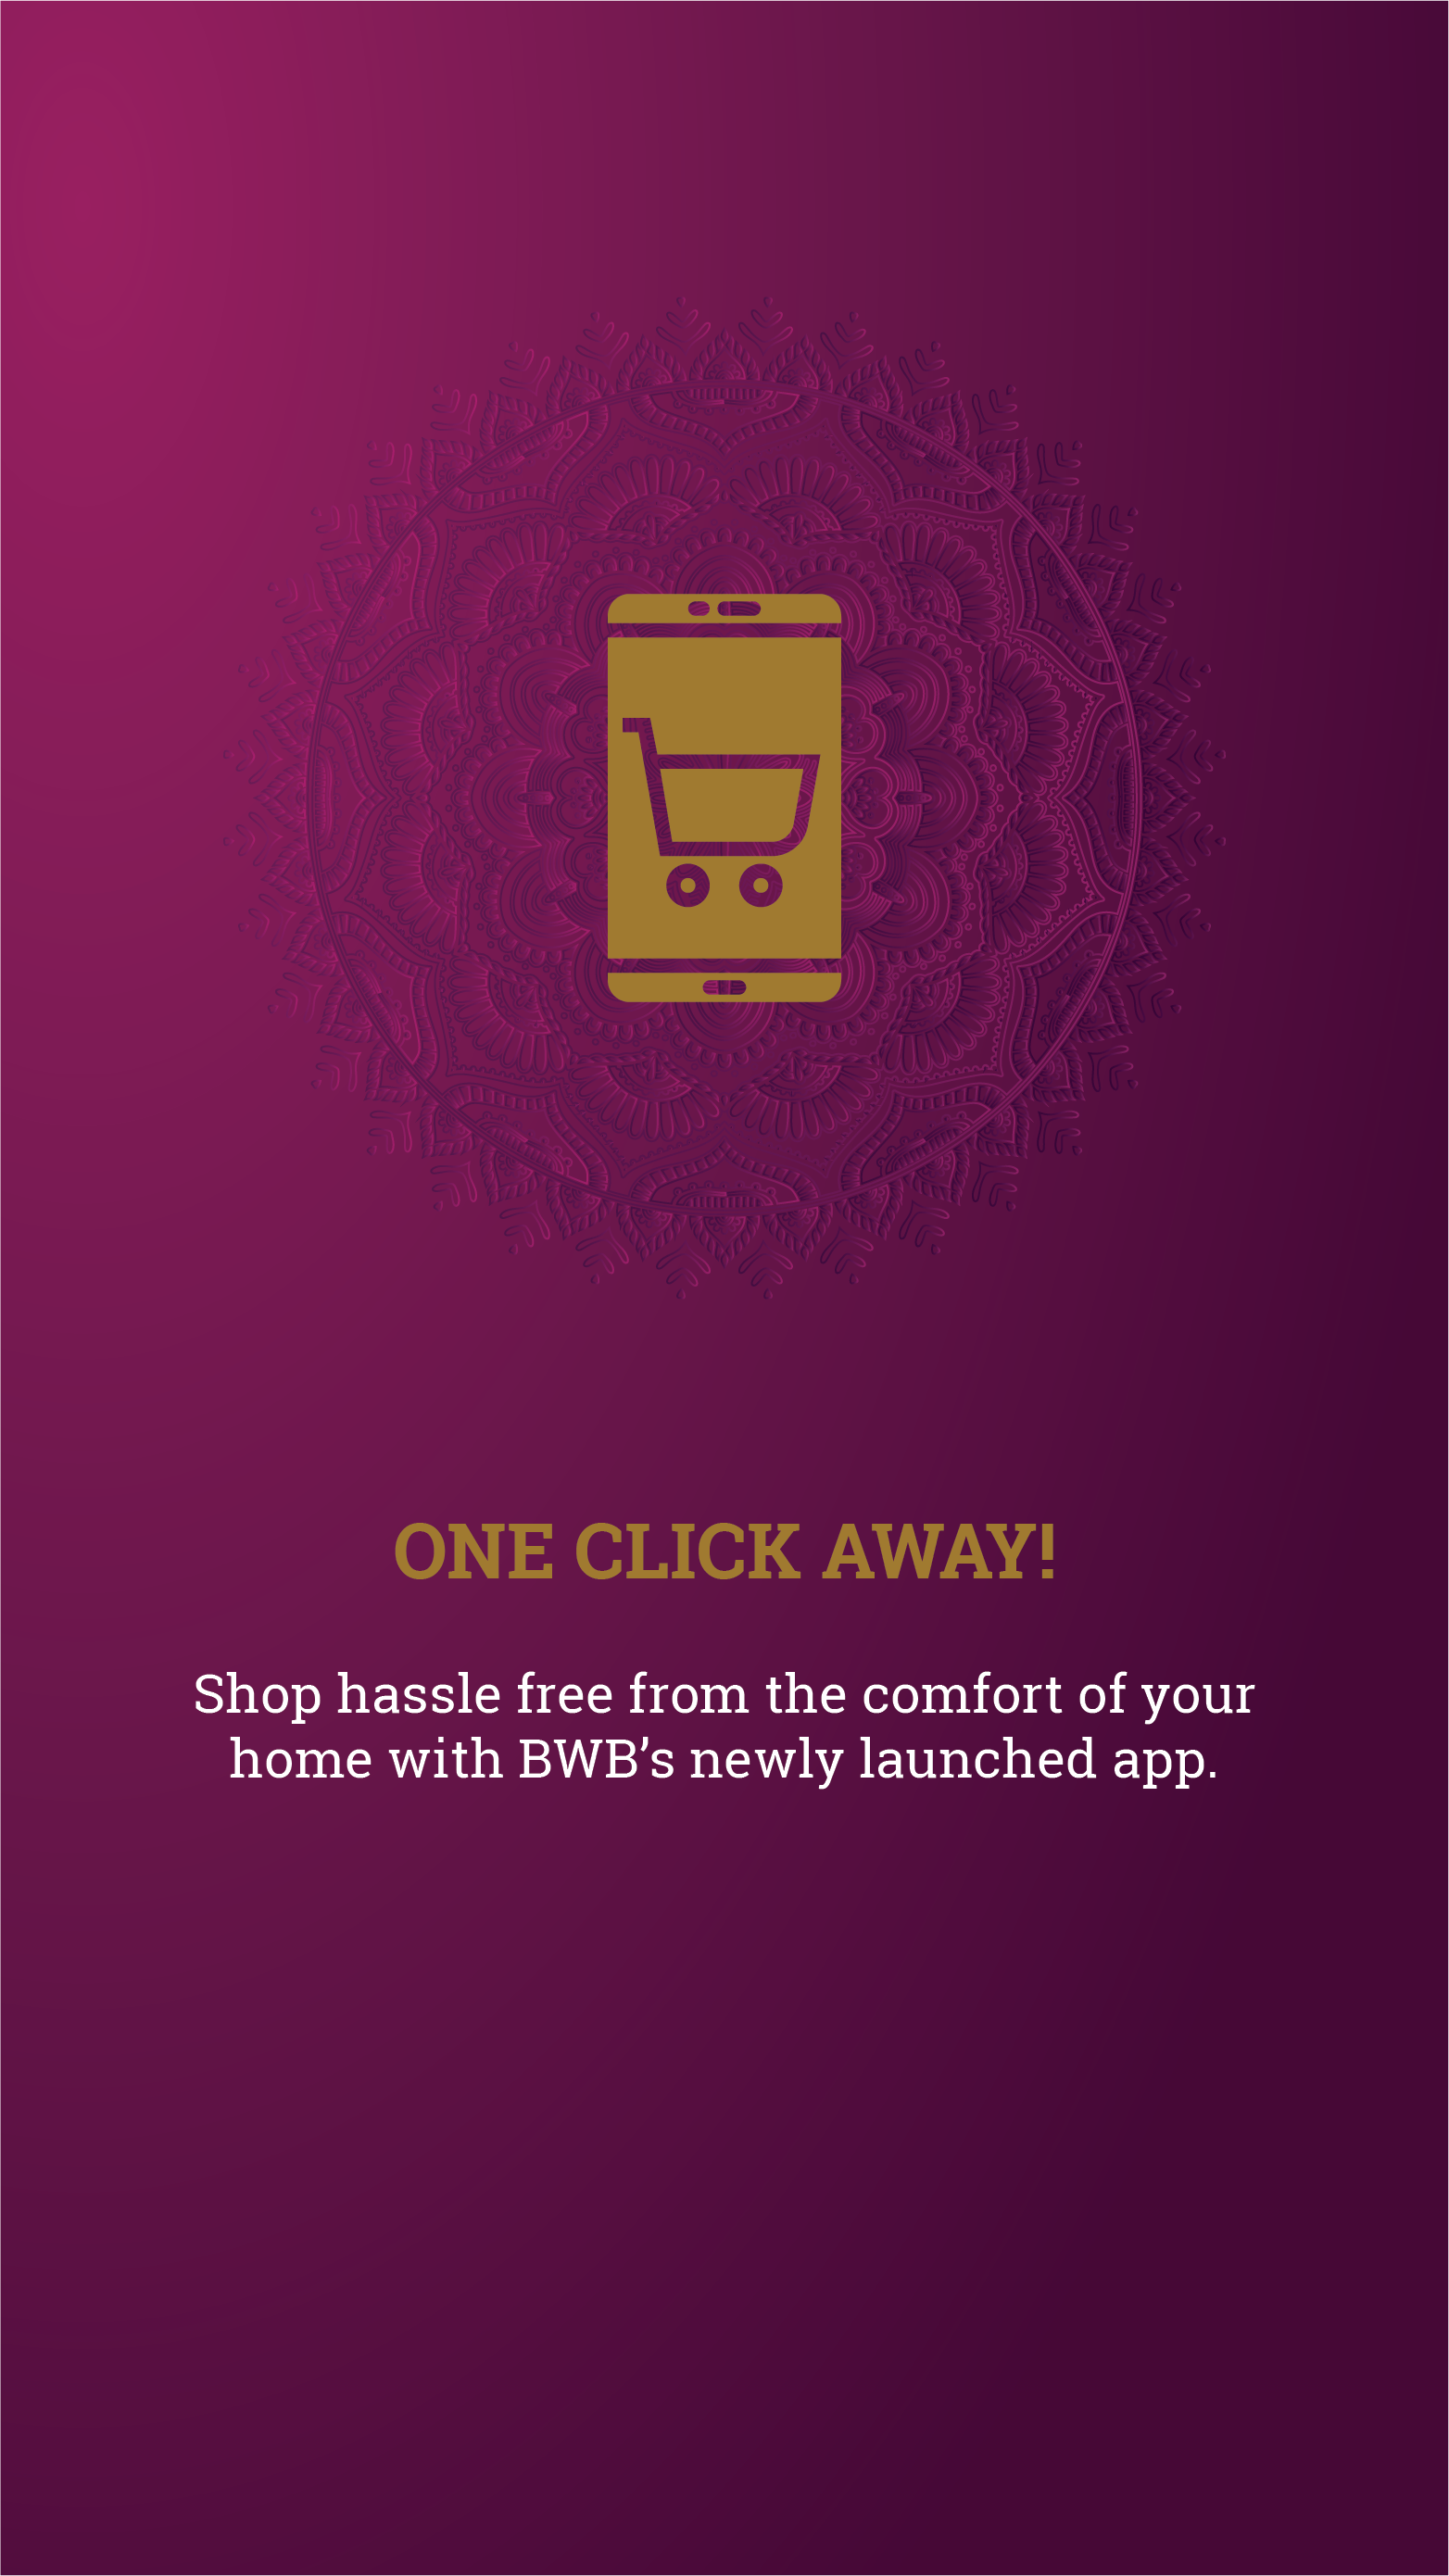 ONE CLICK AWAY!
Shop hassle free from the comfort of your
home with BWB’s newly launched app.